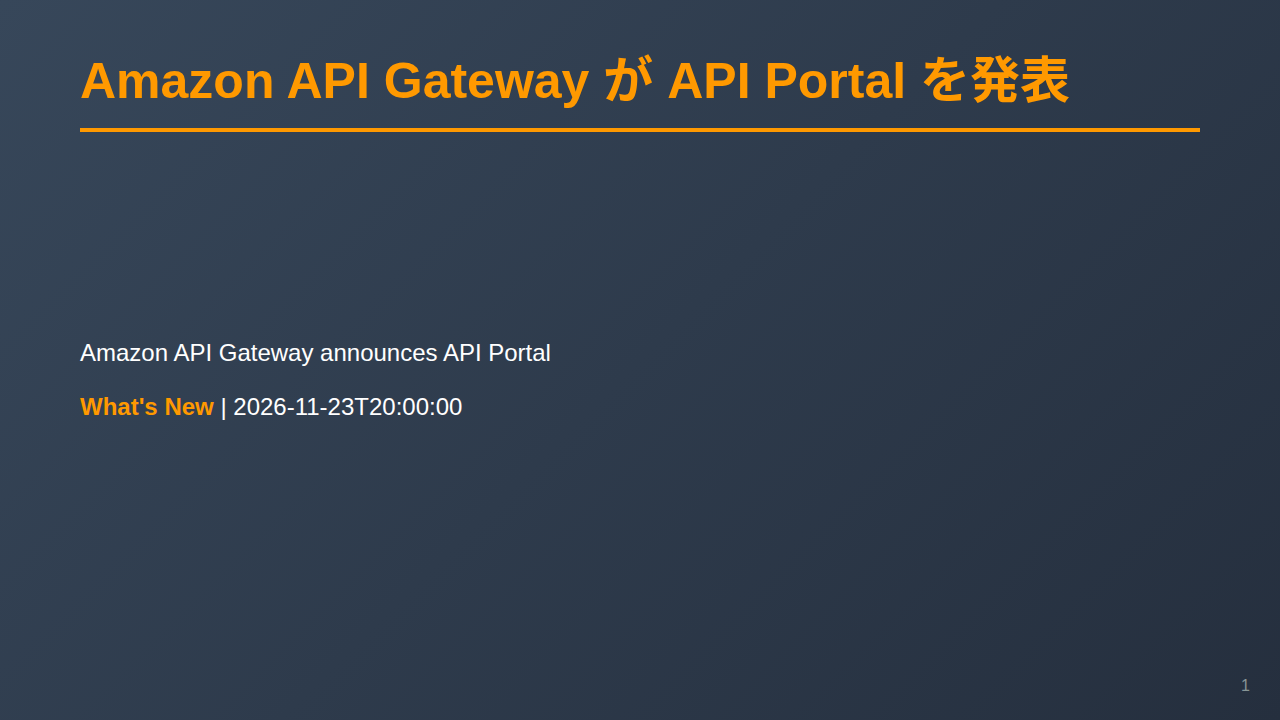 Amazon API Gateway が API Portal を発表
Amazon API Gateway announces API Portal
What's New | 2026-11-23T20:00:00
1